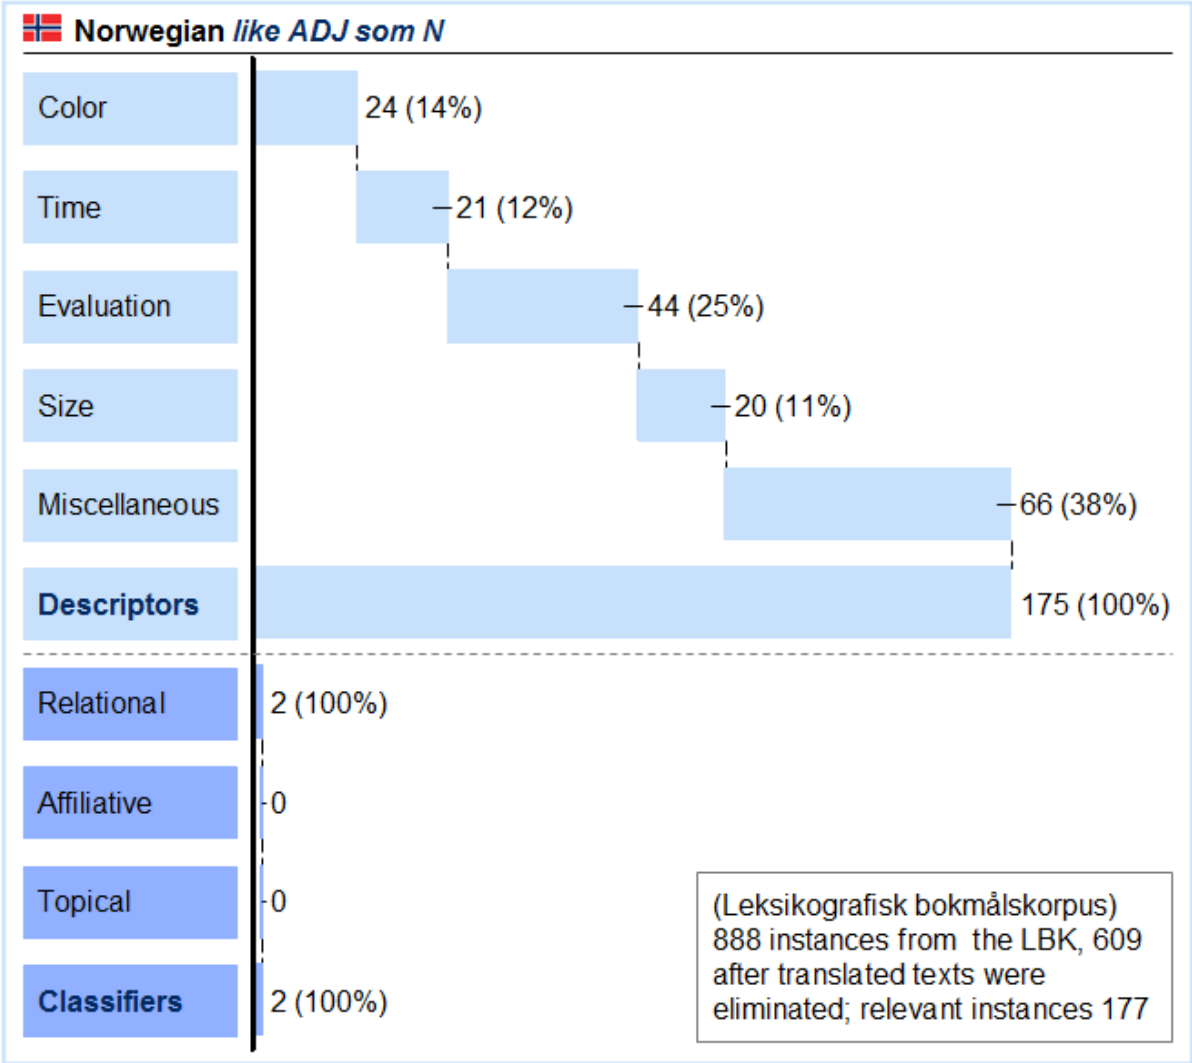 Norwegian like ADJ som N
Color 24 (14%)
Time 21 (12%)
Evaluation 44 (25%)
Size 20 (11%)
Miscellaneous 66 (38%)
Descriptors 175 (100%)
Relational 2 (100%)
Affiliative 0
Topical 0
Classifiers 2 (100%)
(Leksikografisk bokmålskorpus)
888 instances from the LBK, 609
after translated texts were
eliminated; relevant instances 177